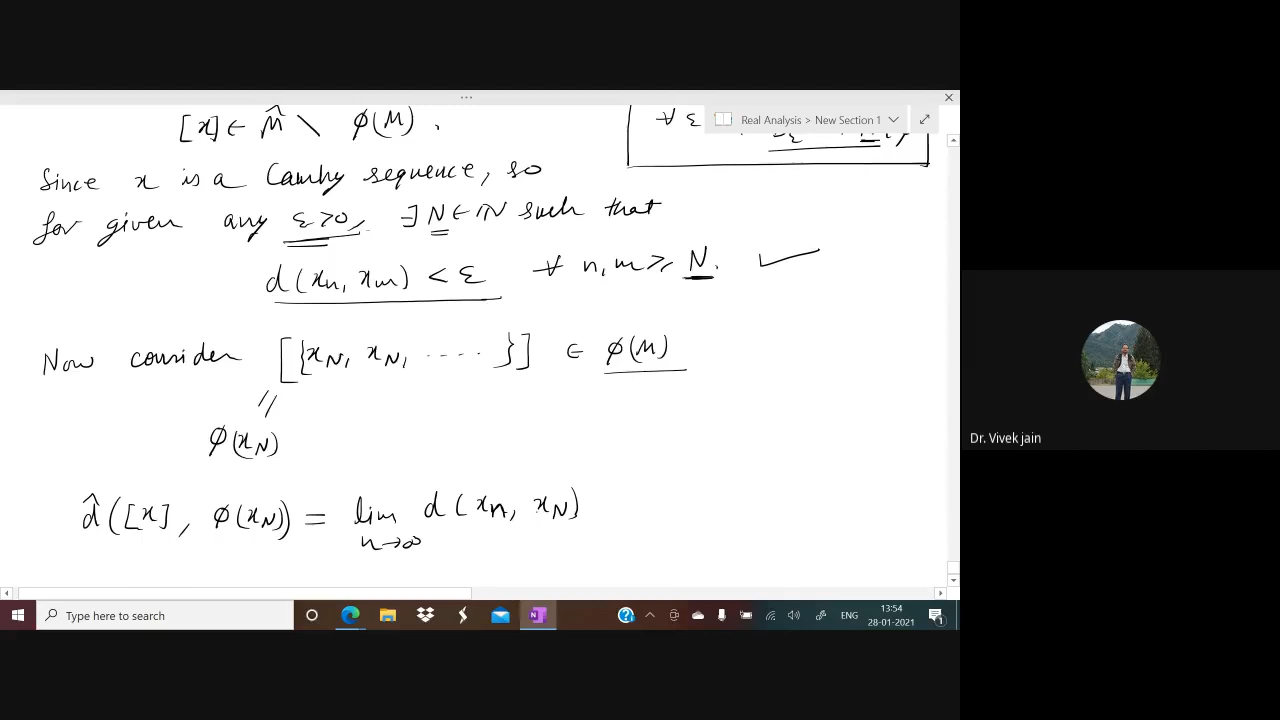 [x] ∈ M̂ \ φ(M).
∀ ε
Real Analysis > New Section 1
Since x is a Cauchy sequence, so
for given any ε>0, ∃ N ∈ ℕ such that
d(xn, xm) < ε ∀ n, m ≥ N.
Now consider [{xN, xN, ....}] ∈ φ(M)
||
φ(xN)
d̂([x], φ(xN)) = lim d(xn, xN)
n→∞
Dr. Vivek jain
Type here to search
ENG
13:54
28-01-2021
1